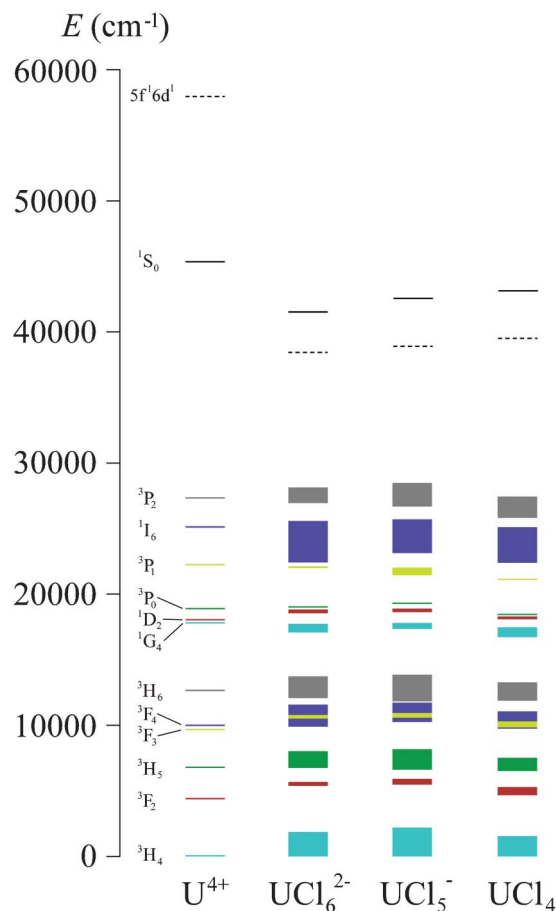 E (cm⁻¹)
60000
5f¹6d¹
50000
¹S₀
40000
30000
³P₂
¹I₆
³P₁
20000
³P₀
¹D₂
¹G₄
³H₆
³F₄
10000
³F₃
³H₅
³F₂
0
³H₄
U⁴⁺ UCl₆²⁻ UCl₅⁻ UCl₄